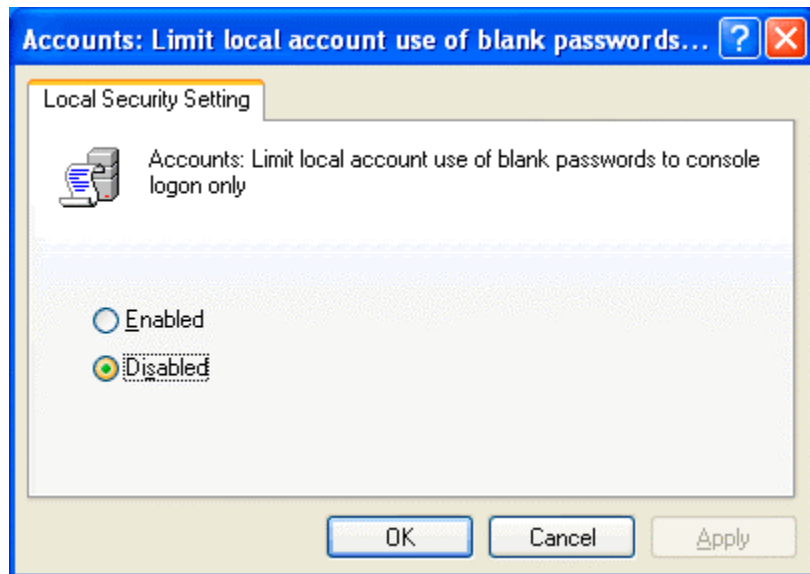 Accounts: Limit local account use of blank passwords...
Local Security Setting
Accounts: Limit local account use of blank passwords to console
logon only
Enabled
Disabled
OK Cancel Apply